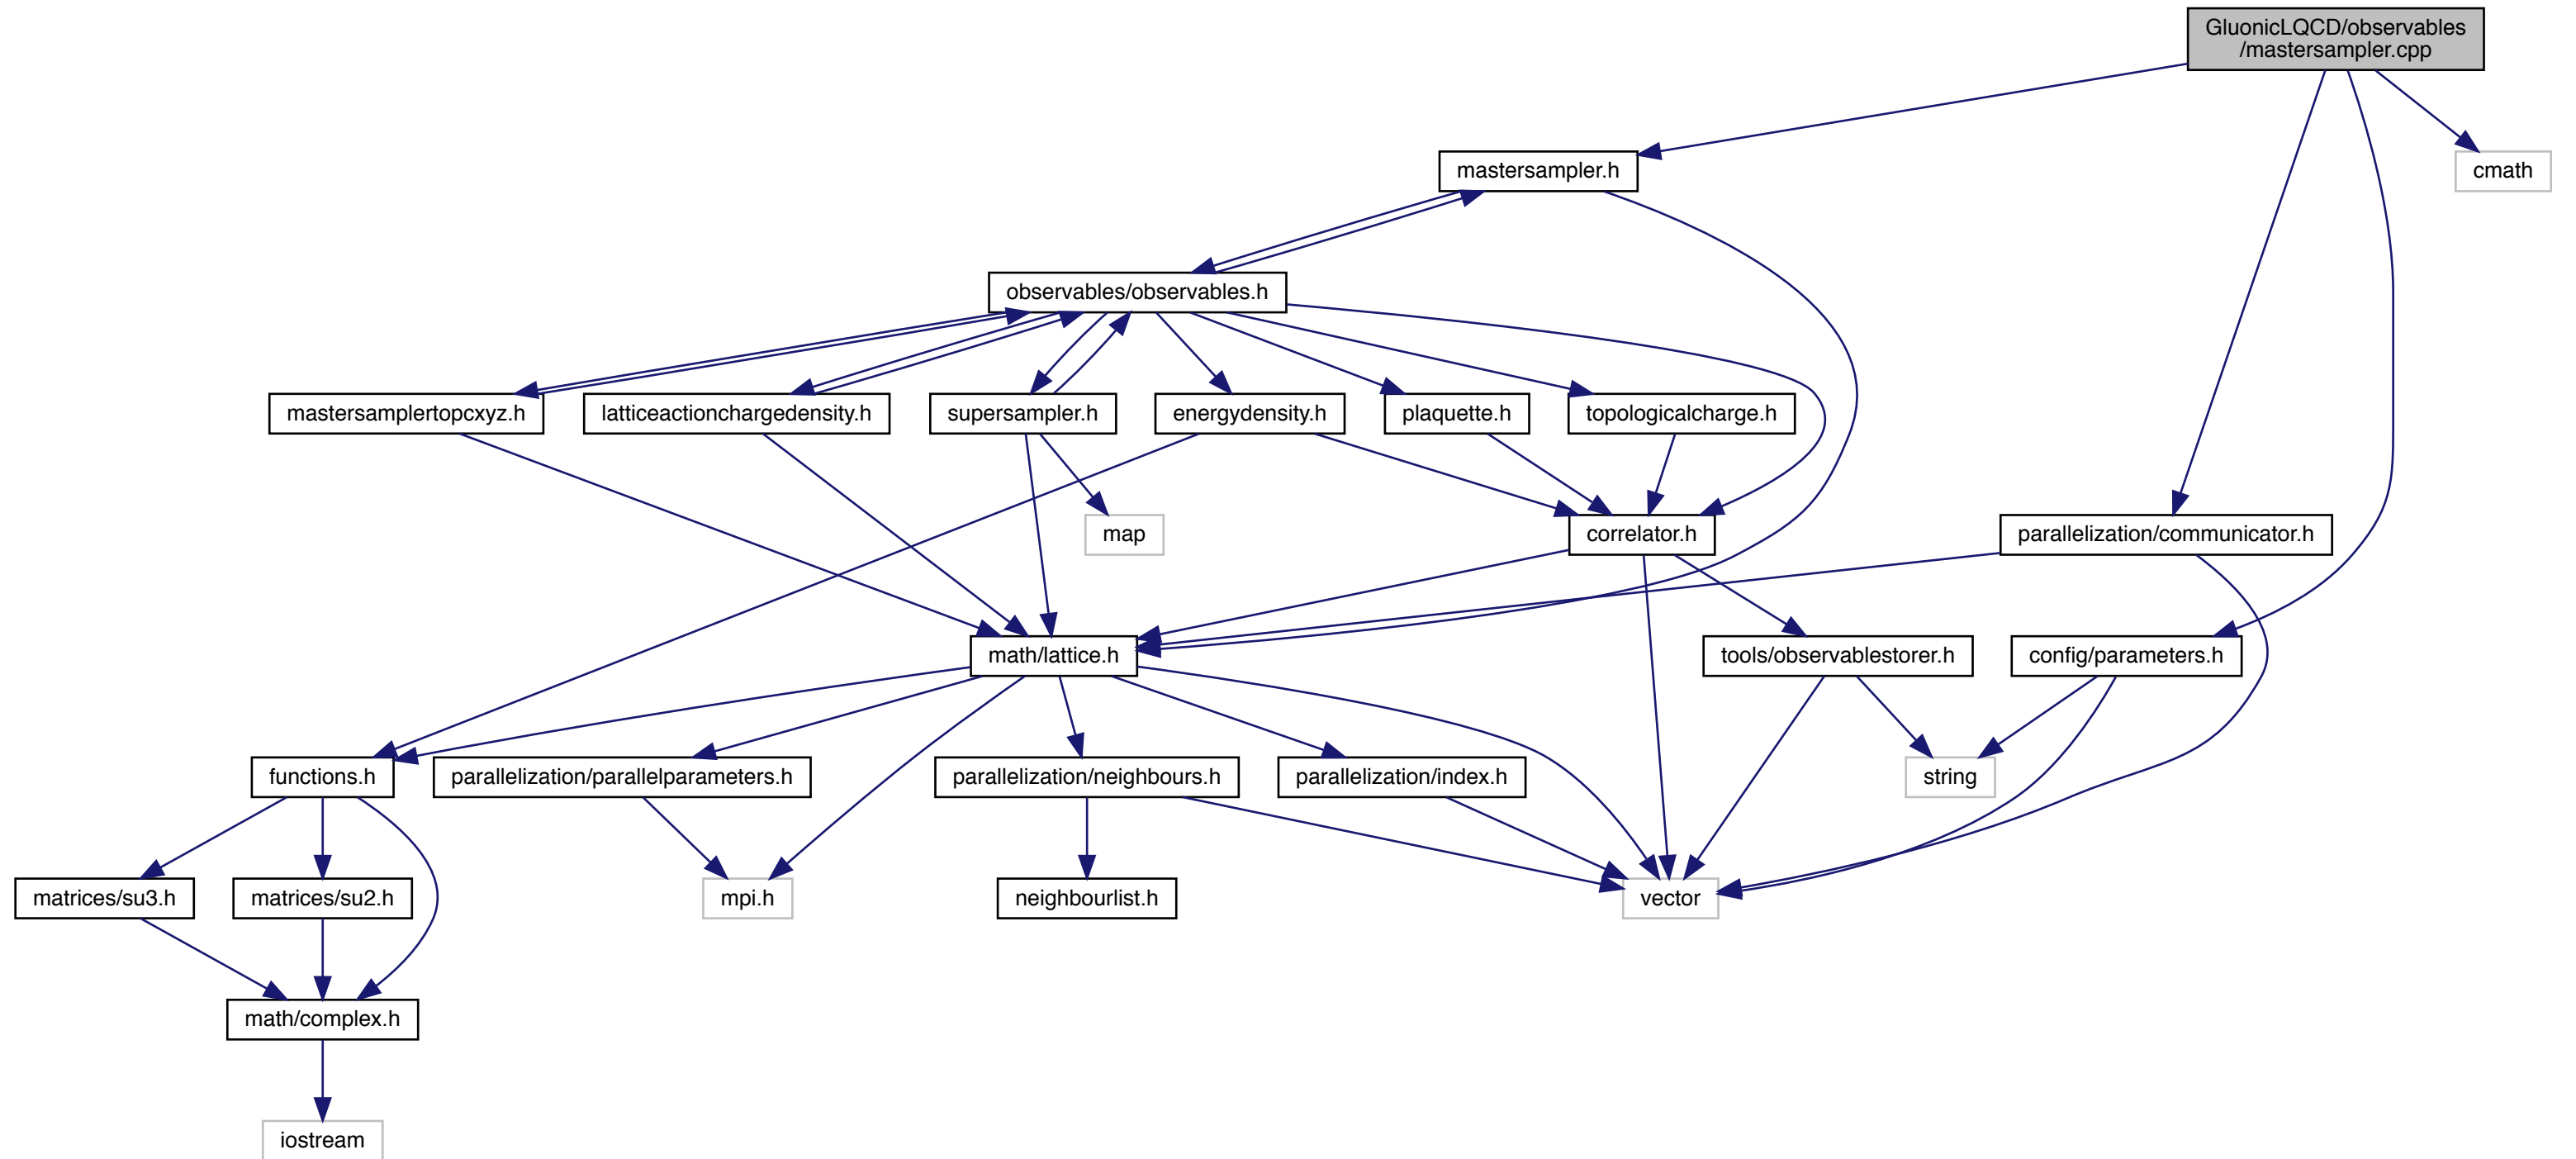 GluonicLQCD/observables
/mastersampler.cpp
mastersampler.h
cmath
observables/observables.h
mastersamplertopcxyz.h
latticeactionchargedensity.h
supersampler.h
energydensity.h
plaquette.h
topologicalcharge.h
map
correlator.h
parallelization/communicator.h
math/lattice.h
tools/observablestorer.h
config/parameters.h
functions.h
parallelization/parallelparameters.h
parallelization/neighbours.h
parallelization/index.h
string
matrices/su3.h
matrices/su2.h
mpi.h
neighbourlist.h
vector
math/complex.h
iostream